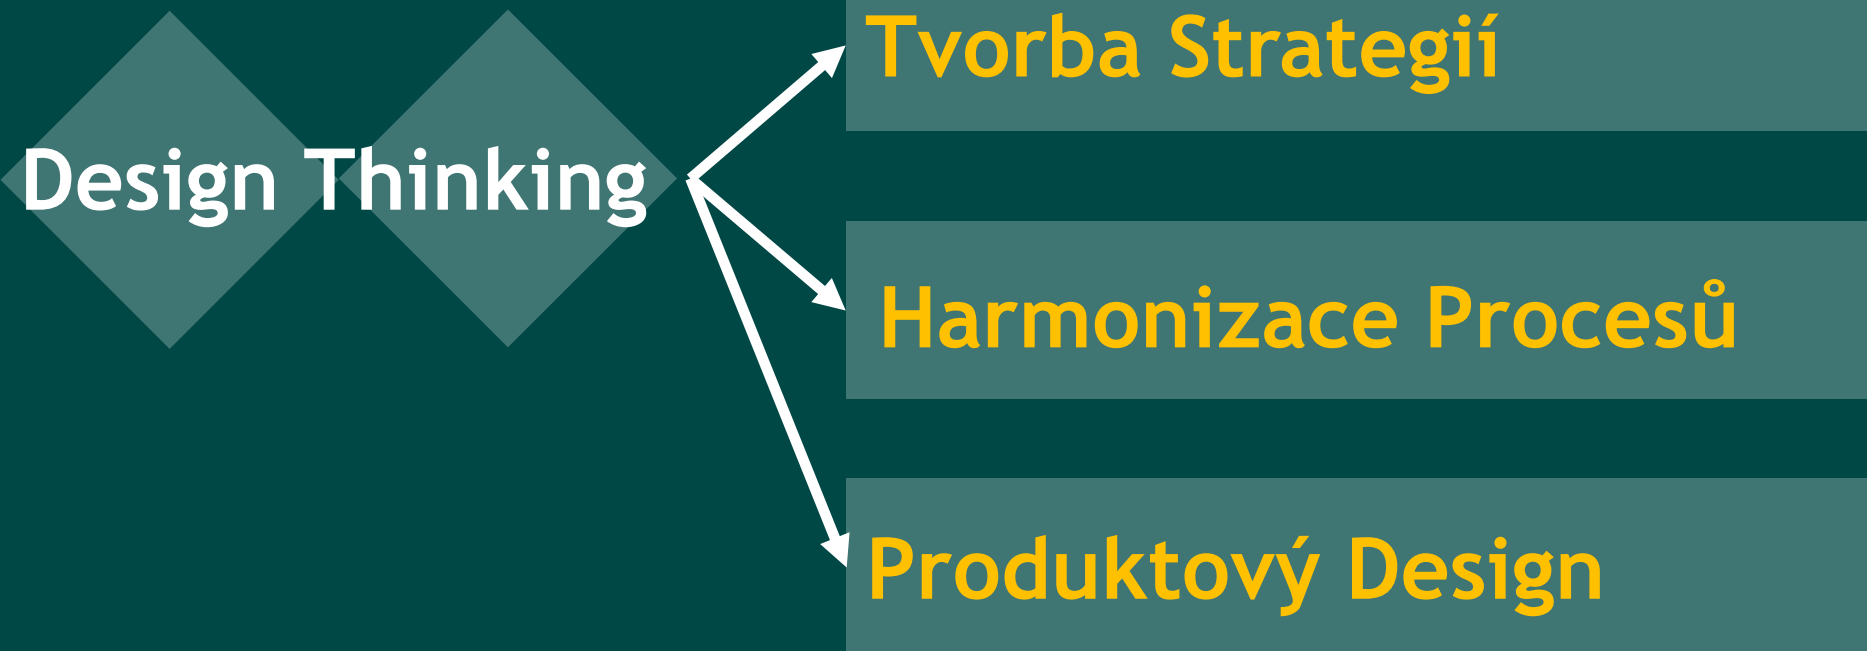 Tvorba Strategií
Design Thinking
Harmonizace Procesů
Produktový Design